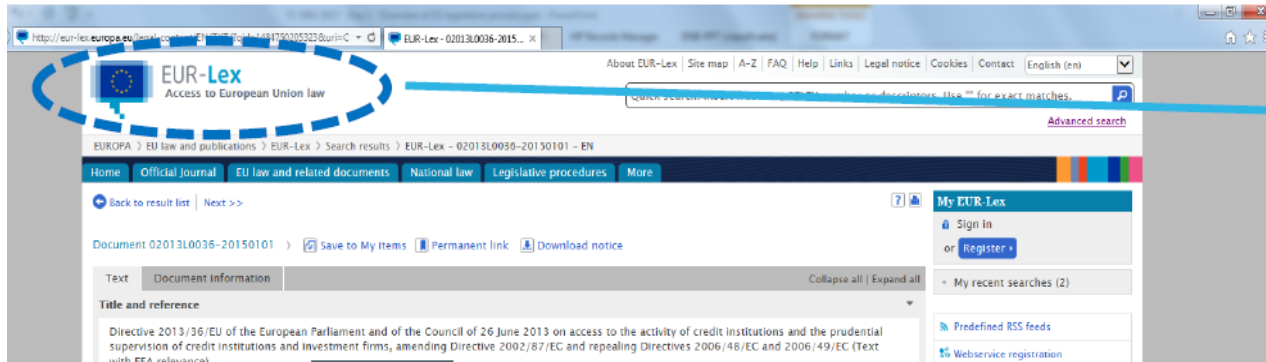 EUR-Lex - 02013L0036-2015... ×
EUR-Lex
Access to European Union law
About EUR-Lex | Site map | A-Z | FAQ | Help | Links | Legal notice | Cookies | Contact English (en)
Use "" for exact matches.
Advanced search
EUROPA > EU law and publications > EUR-Lex > Search results > EUR-Lex - 02013L0036-20150101 - EN
Home Official Journal EU law and related documents National law Legislative procedures More
Back to result list | Next >>
Document 02013L0036-20150101 > Save to My items Permanent link Download notice
Text Document information Collapse all | Expand all
Title and reference
Directive 2013/36/EU of the European Parliament and of the Council of 26 June 2013 on access to the activity of credit institutions and the prudential
supervision of credit institutions and investment firms, amending Directive 2002/87/EC and repealing Directives 2006/48/EC and 2006/49/EC (Text
with EEA relevance)
My EUR-Lex
Sign in
or Register
My recent searches (2)
Predefined RSS feeds
Webservice registration